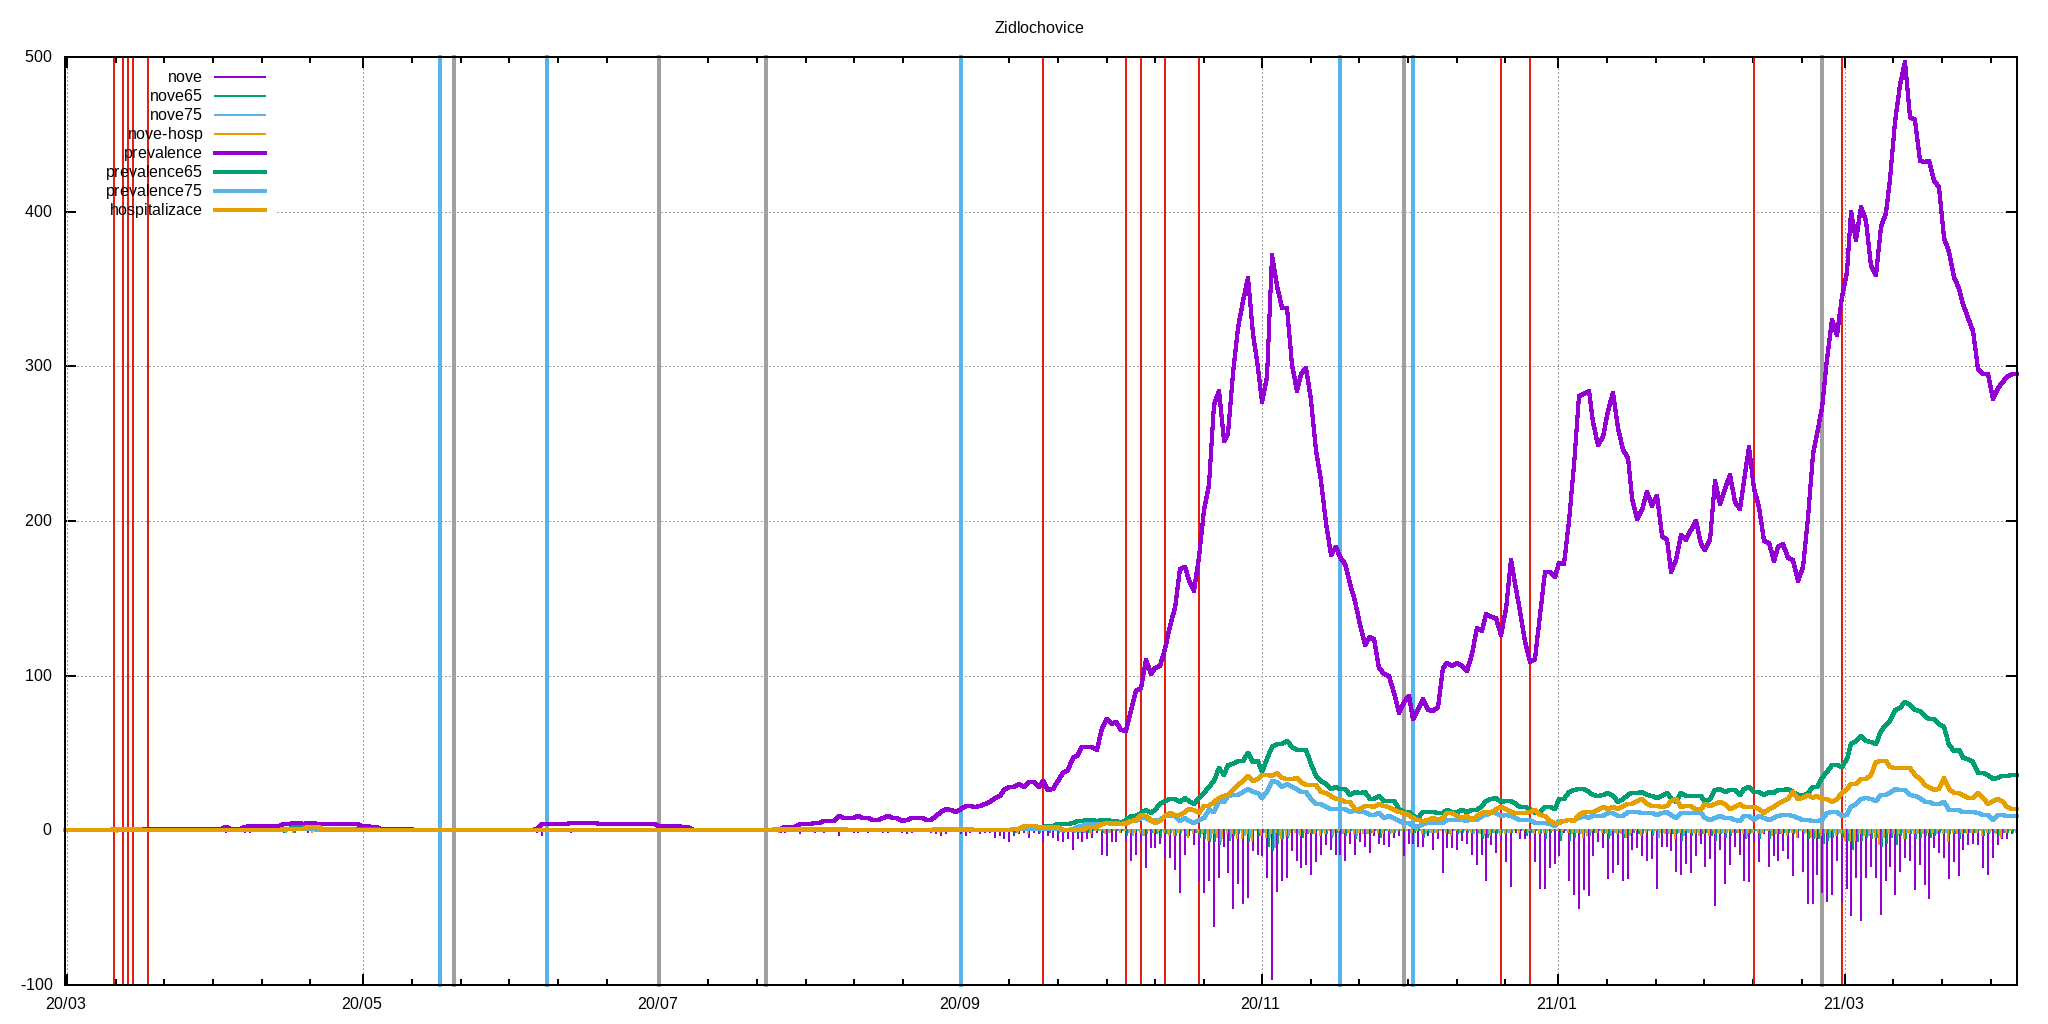 Zidlochovice
500
nove
nove65
nove75
nove-hosp
prevalence
prevalence65
prevalence75
hospitalizace
400
300
200
100
0
-100
20/03 20/05 20/07 20/09 20/11 21/01 21/03